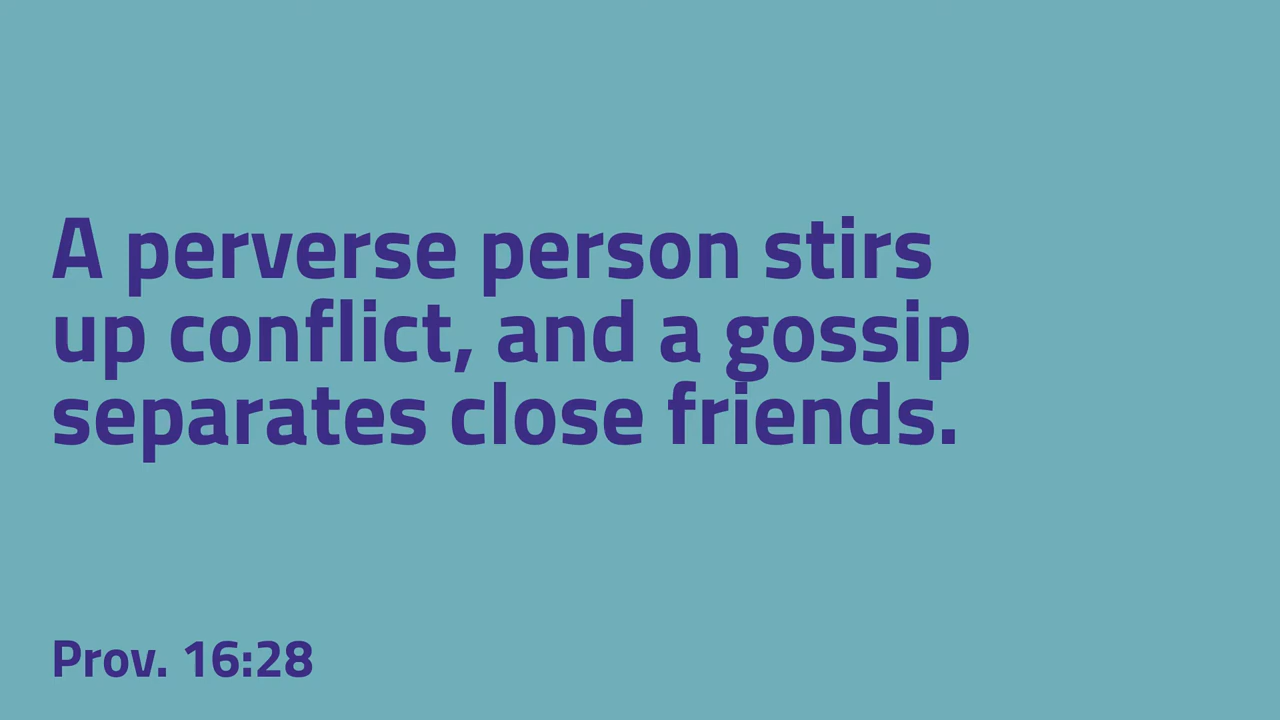 A perverse person stirs
up conflict, and a gossip
separates close friends.
Prov. 16:28